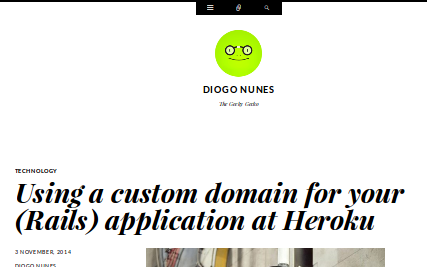 DIOGO NUNES
The Geeky Gecko
TECHNOLOGY
Using a custom domain for your
(Rails) application at Heroku
3 NOVEMBER, 2014
DIOGO NUNES